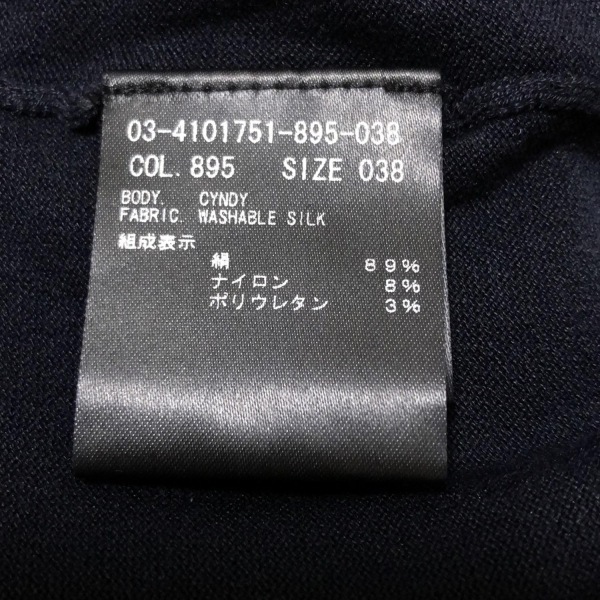 03-4101751-895-038
COL. 895 SIZE 038
BODY. CYNDY
FABRIC. WASHABLE SILK
組成表示
絹 89%
ナイロン 8%
ポリウレタン 3%